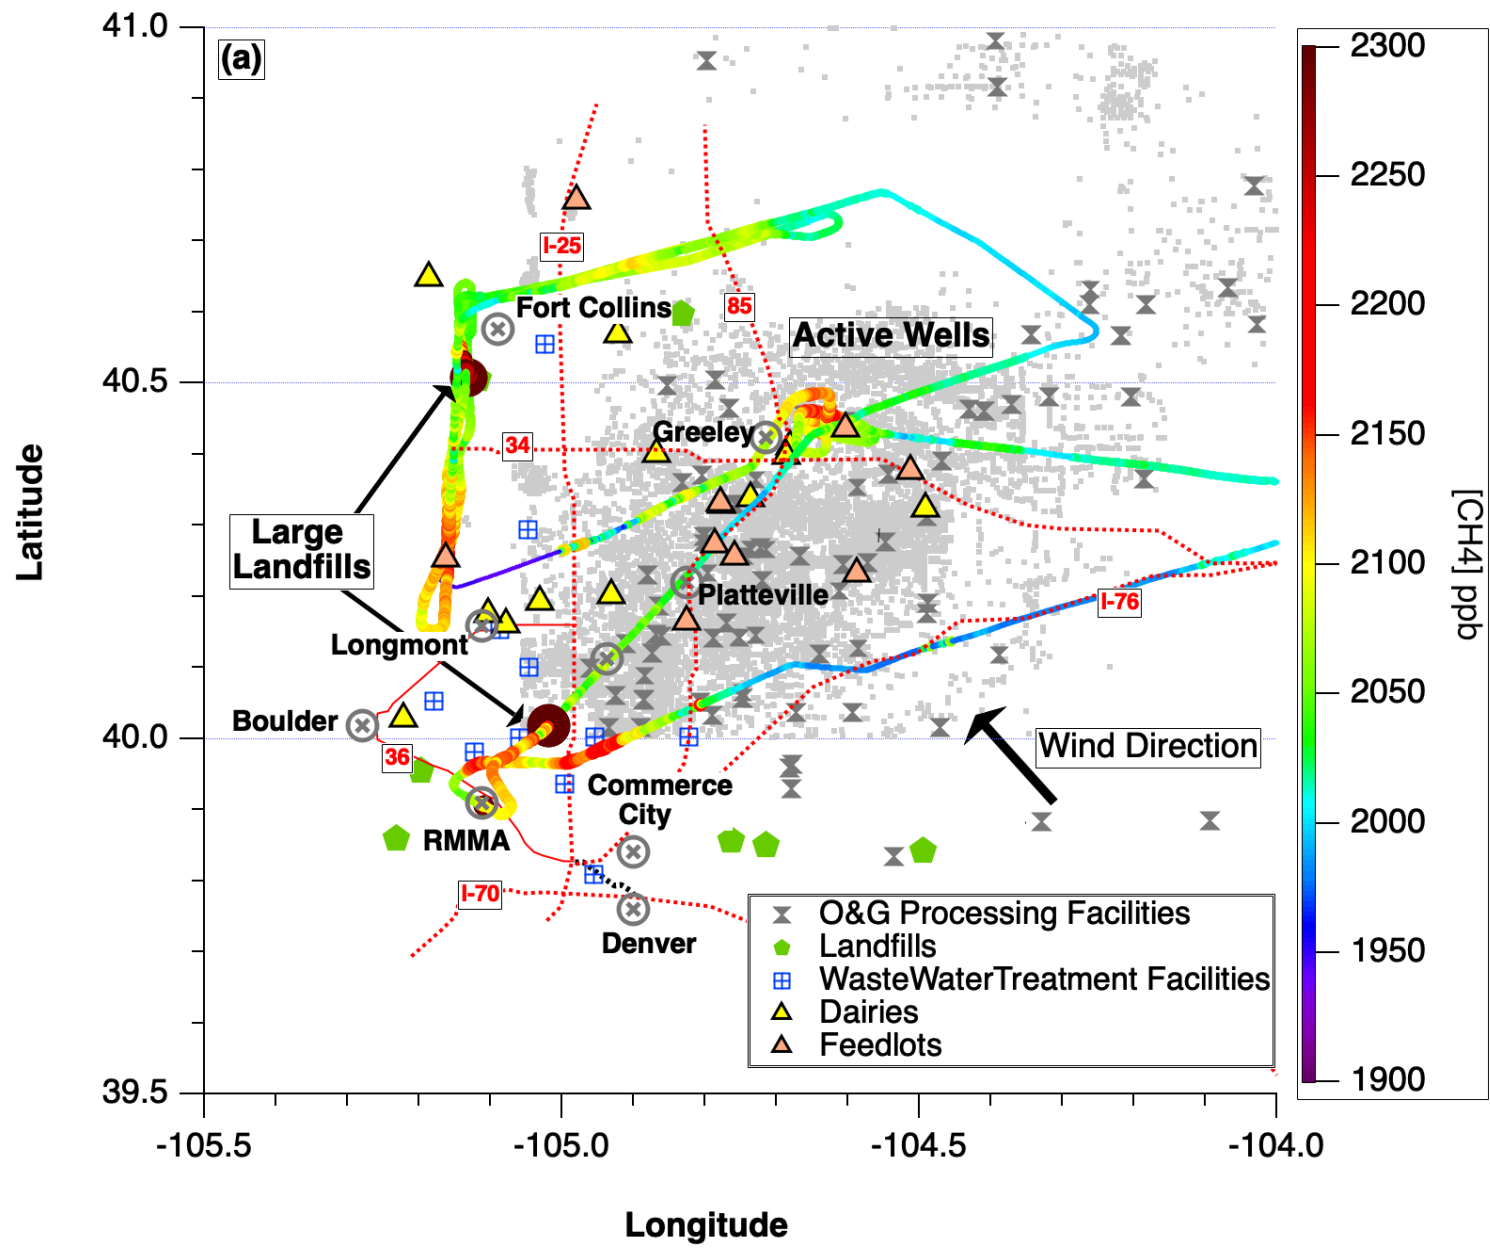 41.0
(a)
2300
2250
I-25
Fort Collins
85
2200
Active Wells
40.5
Greeley
34
2150
Latitude
Large
Landfills
2100
[CH4] ppb
Platteville
I-76
Longmont
2050
Boulder
40.0
36
Wind Direction
Commerce
City
2000
RMMA
I-70
Denver
O&G Processing Facilities
Landfills
WasteWaterTreatment Facilities
Dairies
Feedlots
1950
1900
39.5
-105.5
-105.0
-104.5
-104.0
Longitude